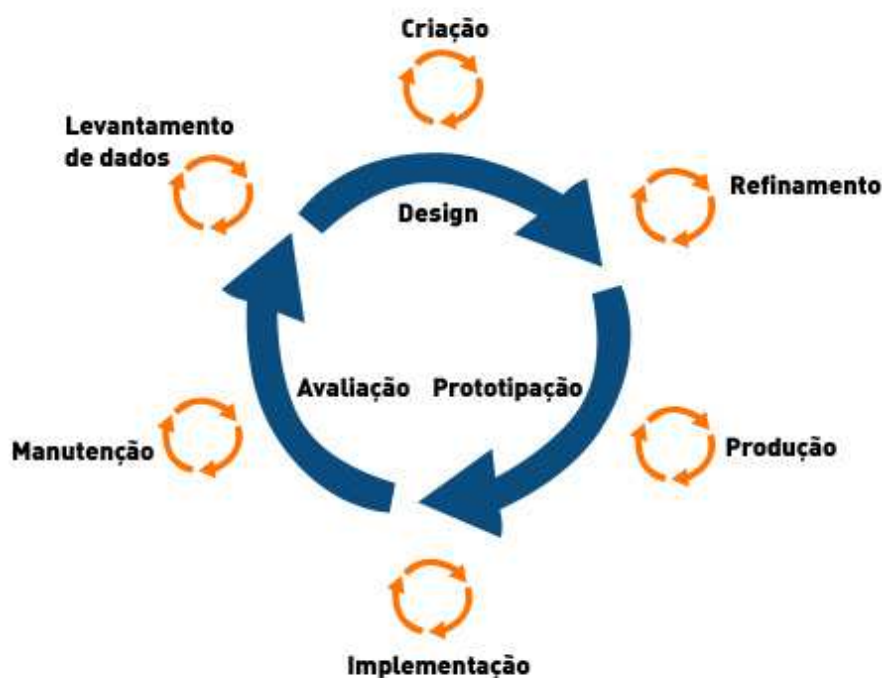 Criação
Levantamento
de dados
Refinamento
Design
Avaliação
Prototipação
Manutenção
Produção
Implementação